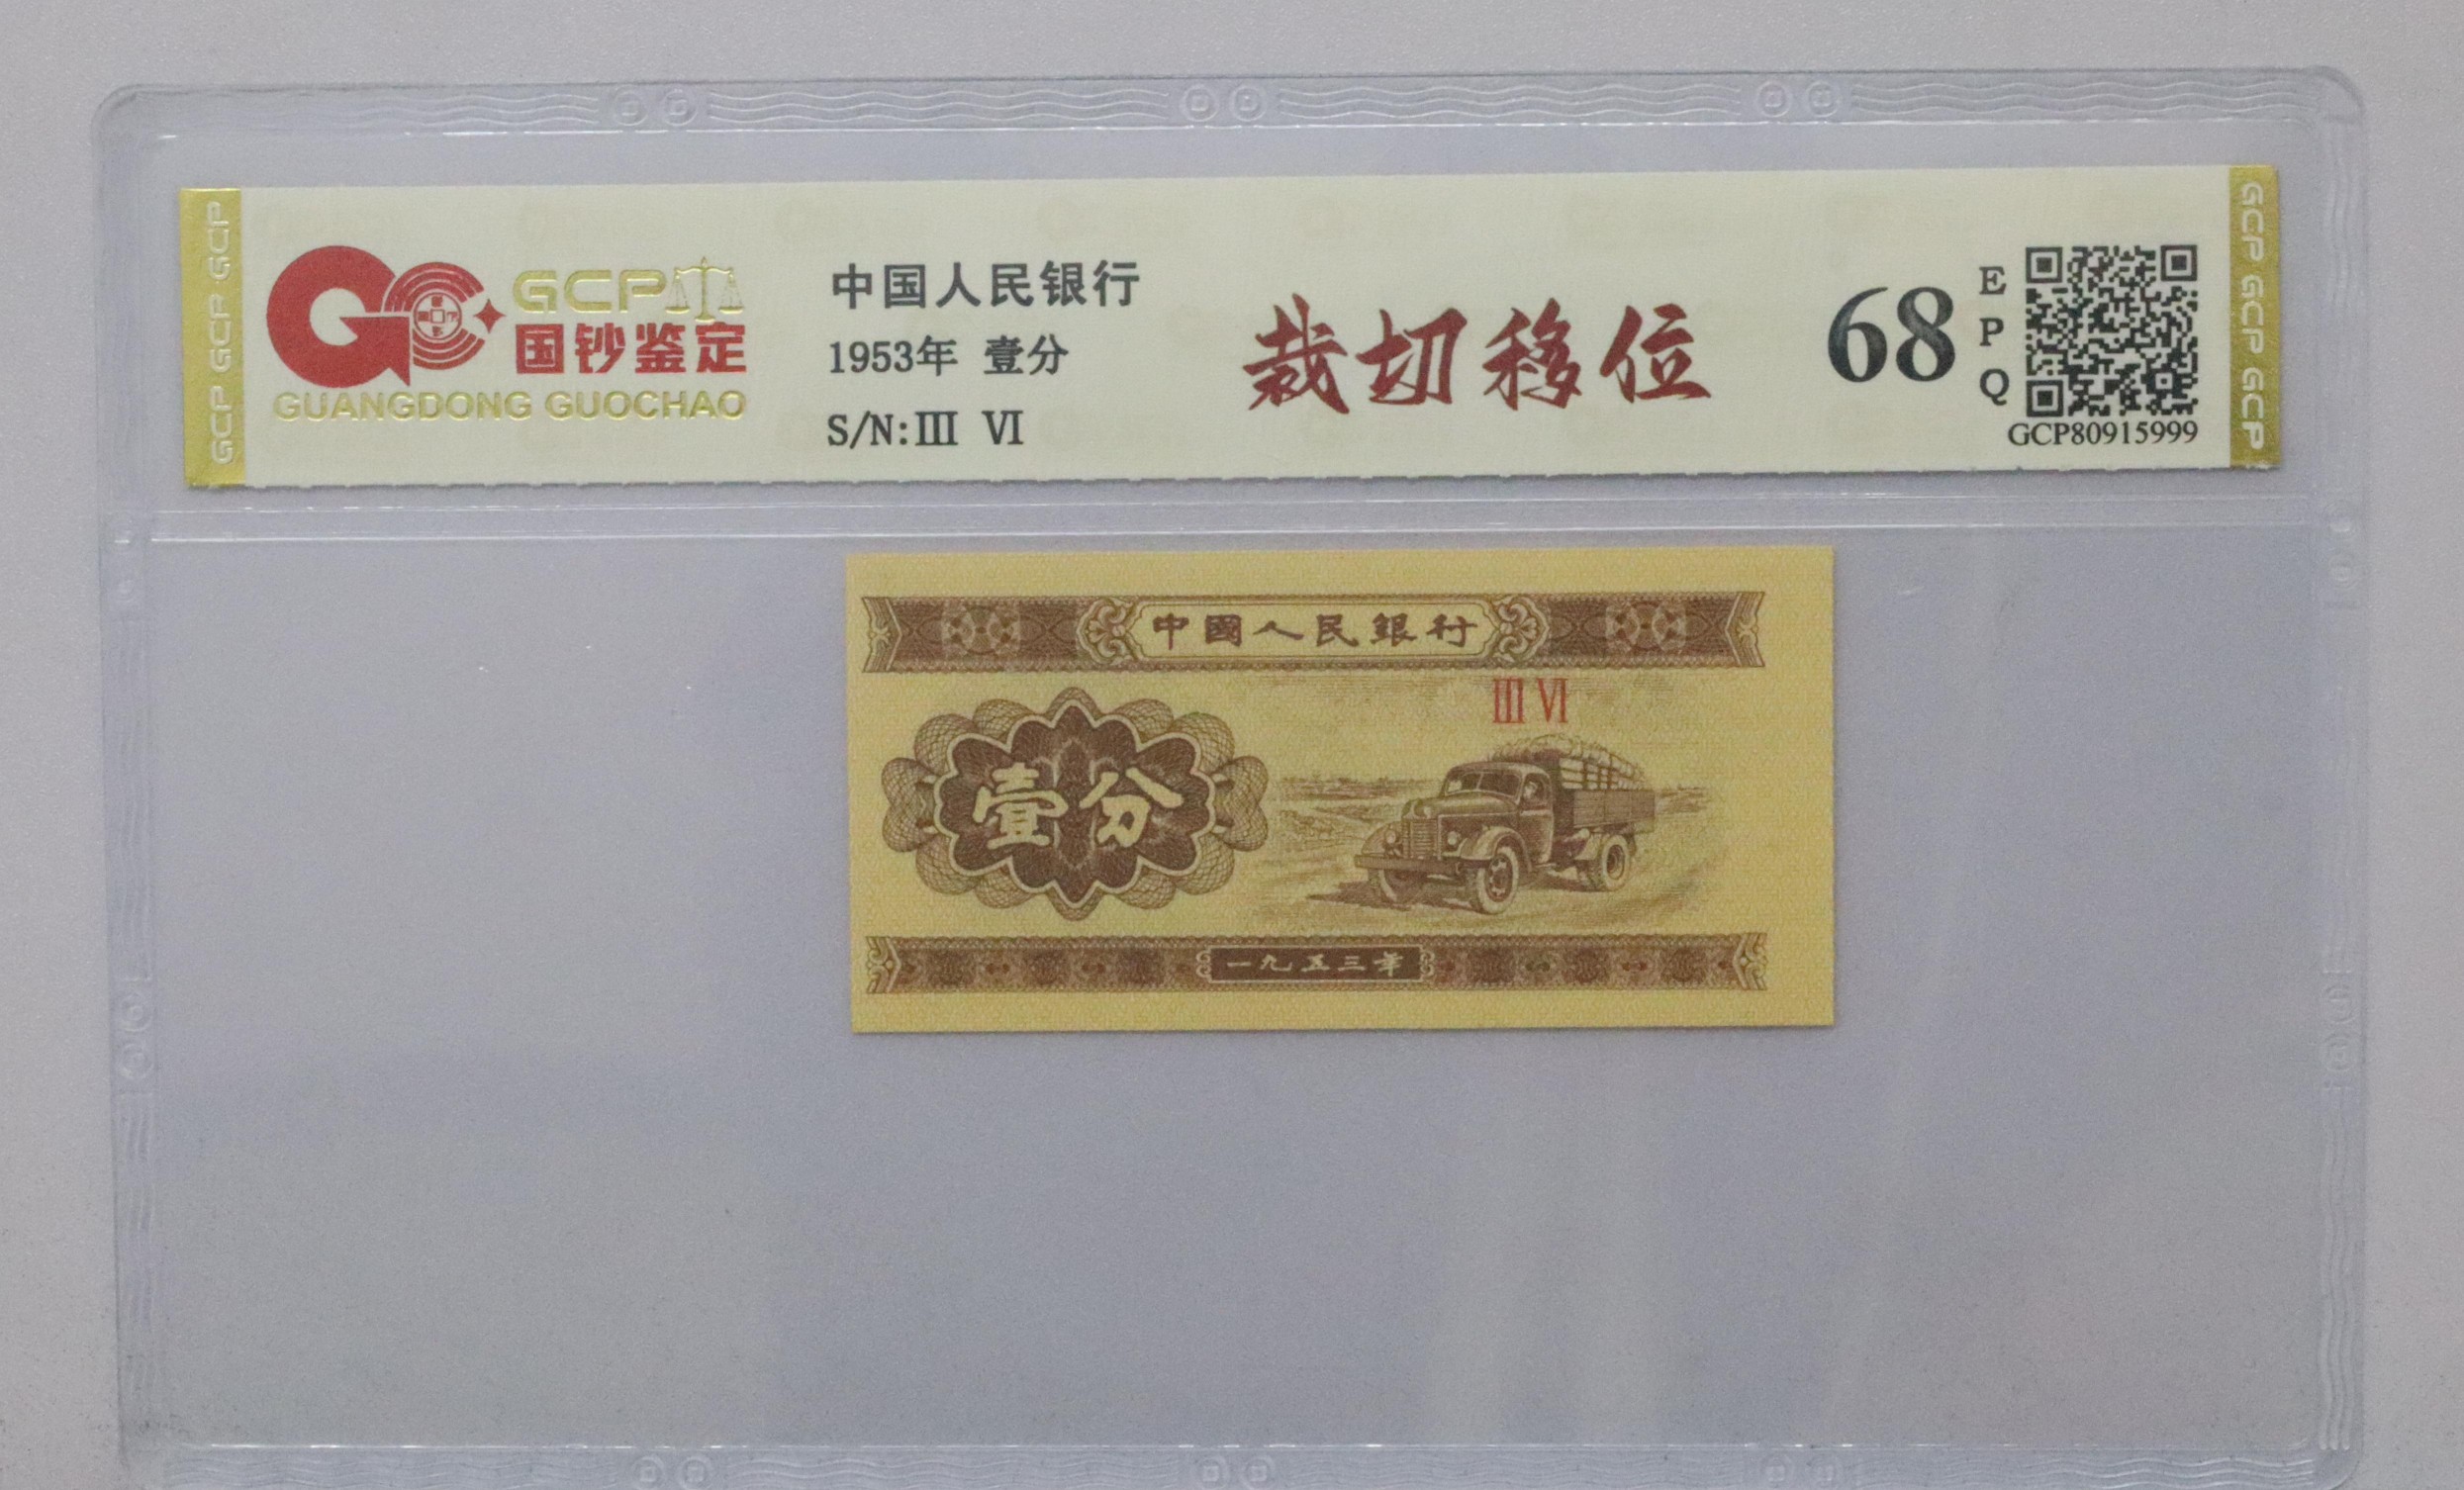 GCP GCP GCP
GCP
国钞鉴定
GUANGDONG GUOCHAO
中国人民银行
1953年 壹分
S/N:III VI
裁切移位
68
EPQ
GCP80915999
GCP GCP GCP
中國人民銀行
III VI
壹分
一九五三年